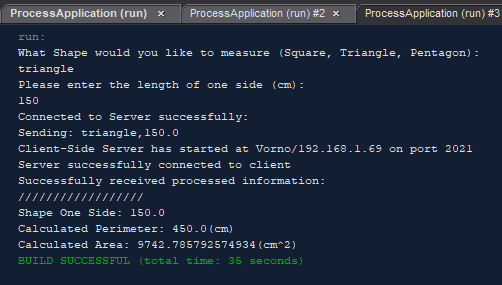 ProcessApplication (run) × ProcessApplication (run) #2 × ProcessApplication (run) #3
run:
What Shape would you like to measure (Square, Triangle, Pentagon):
triangle
Please enter the length of one side (cm):
150
Connected to Server successfully:
Sending: triangle,150.0
Client-Side Server has started at Vorno/192.168.1.69 on port 2021
Server successfully connected to client
Successfully received processed information:
//////////////////
Shape One Side: 150.0
Calculated Perimeter: 450.0(cm)
Calculated Area: 9742.785792574934(cm^2)
BUILD SUCCESSFUL (total time: 35 seconds)